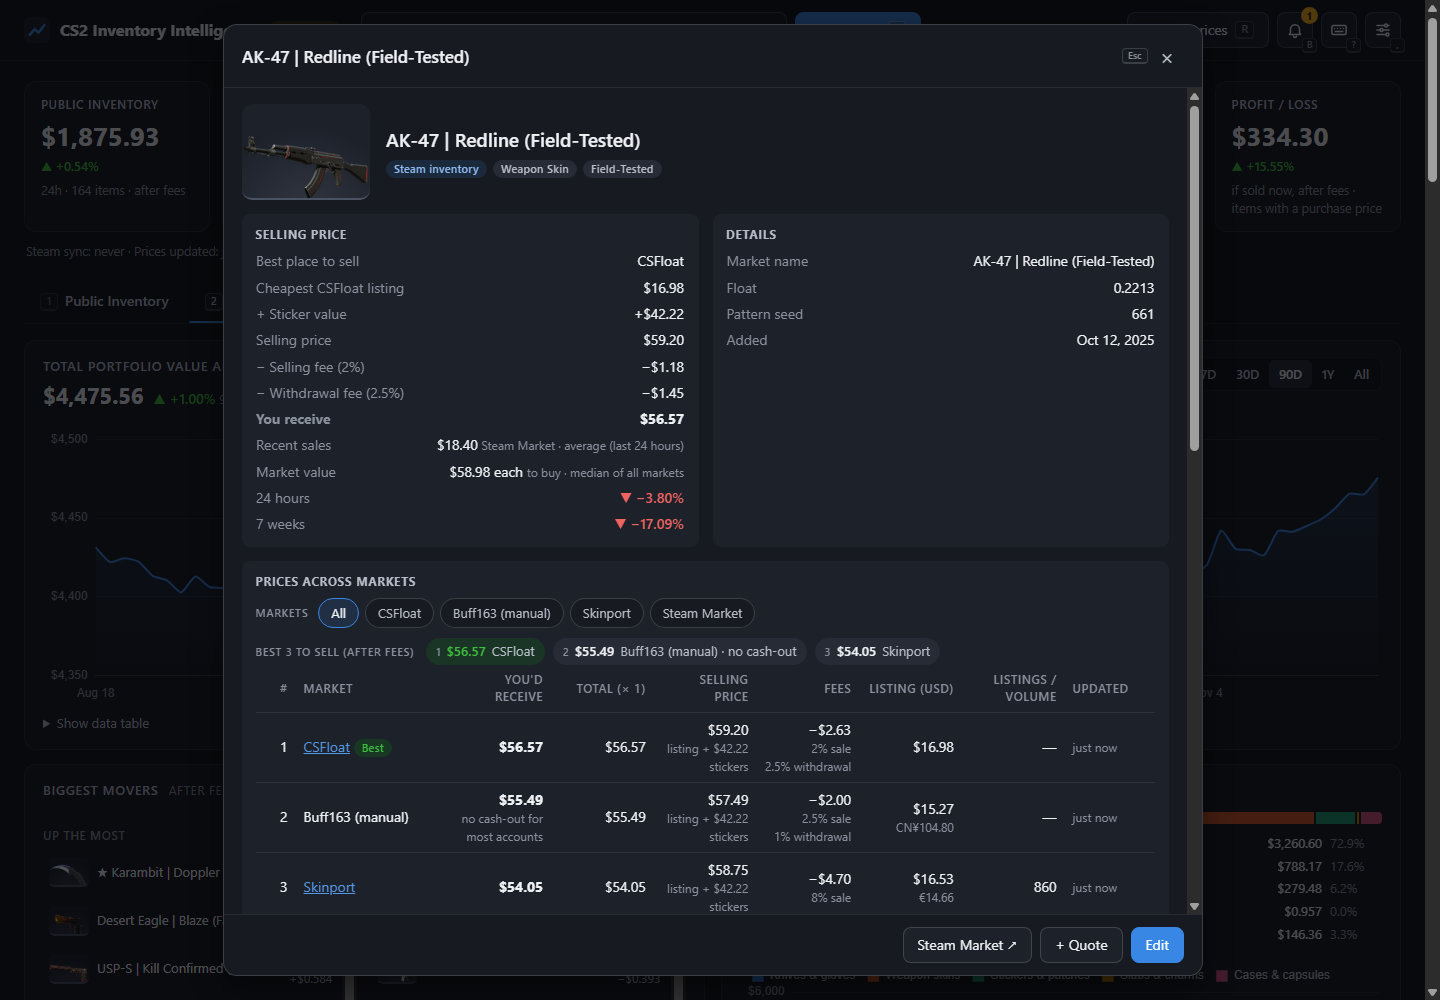 CS2 Inventory Intellig
rices R
1
B
?
,
AK-47 | Redline (Field-Tested)
Esc ×
PUBLIC INVENTORY
$1,875.93
▲ +0.54%
24h · 164 items · after fees
PROFIT / LOSS
$334.30
▲ +15.55%
if sold now, after fees ·
items with a purchase price
Steam sync: never · Prices updated:
1 Public Inventory
2
AK-47 | Redline (Field-Tested)
Steam inventory
Weapon Skin
Field-Tested
SELLING PRICE
Best place to sell CSFloat
Cheapest CSFloat listing $16.98
+ Sticker value +$42.22
Selling price $59.20
− Selling fee (2%) −$1.18
− Withdrawal fee (2.5%) −$1.45
You receive $56.57
Recent sales $18.40 Steam Market · average (last 24 hours)
Market value $58.98 each to buy · median of all markets
24 hours ▼ −3.80%
7 weeks ▼ −17.09%
DETAILS
Market name AK-47 | Redline (Field-Tested)
Float 0.2213
Pattern seed 661
Added Oct 12, 2025
TOTAL PORTFOLIO VALUE A
$4,475.56 ▲ +1.00%
$4,500
$4,450
$4,400
$4,350
Aug 18
▶ Show data table
7D 30D 90D 1Y All
ov 4
PRICES ACROSS MARKETS
MARKETS All CSFloat Buff163 (manual) Skinport Steam Market
BEST 3 TO SELL (AFTER FEES) 1 $56.57 CSFloat 2 $55.49 Buff163 (manual) · no cash-out 3 $54.05 Skinport
# MARKET YOU'D RECEIVE TOTAL (× 1) SELLING PRICE FEES LISTING (USD) LISTINGS / VOLUME UPDATED
1 CSFloat Best $56.57 $56.57 $59.20 −$2.63 $16.98 — just now
listing + $42.22 stickers
2% sale
2.5% withdrawal
2 Buff163 (manual) $55.49 $55.49 $57.49 −$2.00 $15.27 — just now
no cash-out for most accounts
listing + $42.22 stickers
2.5% sale
1% withdrawal
CN¥104.80
3 Skinport $54.05 $54.05 $58.75 −$4.70 $16.53 860 just now
listing + $42.22 stickers
8% sale
€14.66
BIGGEST MOVERS AFTER FE
UP THE MOST
★ Karambit | Doppler
Desert Eagle | Blaze (F
USP-S | Kill Confirmed
+$0.584
−$0.393
$3,260.60 72.9%
$788.17 17.6%
$279.48 6.2%
$0.957 0.0%
$146.36 3.3%
Cases & capsules
$6,000
Steam Market ↗
+ Quote
Edit